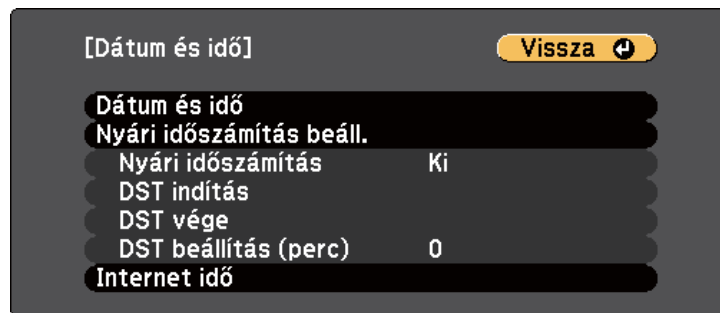 [Dátum és idő] Vissza
Dátum és idő
Nyári időszámítás beáll.
Nyári időszámítás Ki
DST indítás
DST vége
DST beállítás (perc) 0
Internet idő